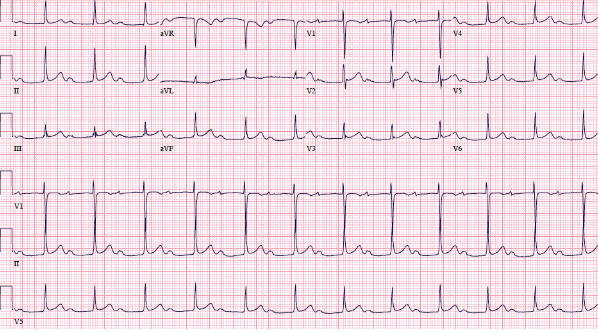 I aVR V1 V4
II aVL V2 V5
III aVF V3 V6
V1
II
V5